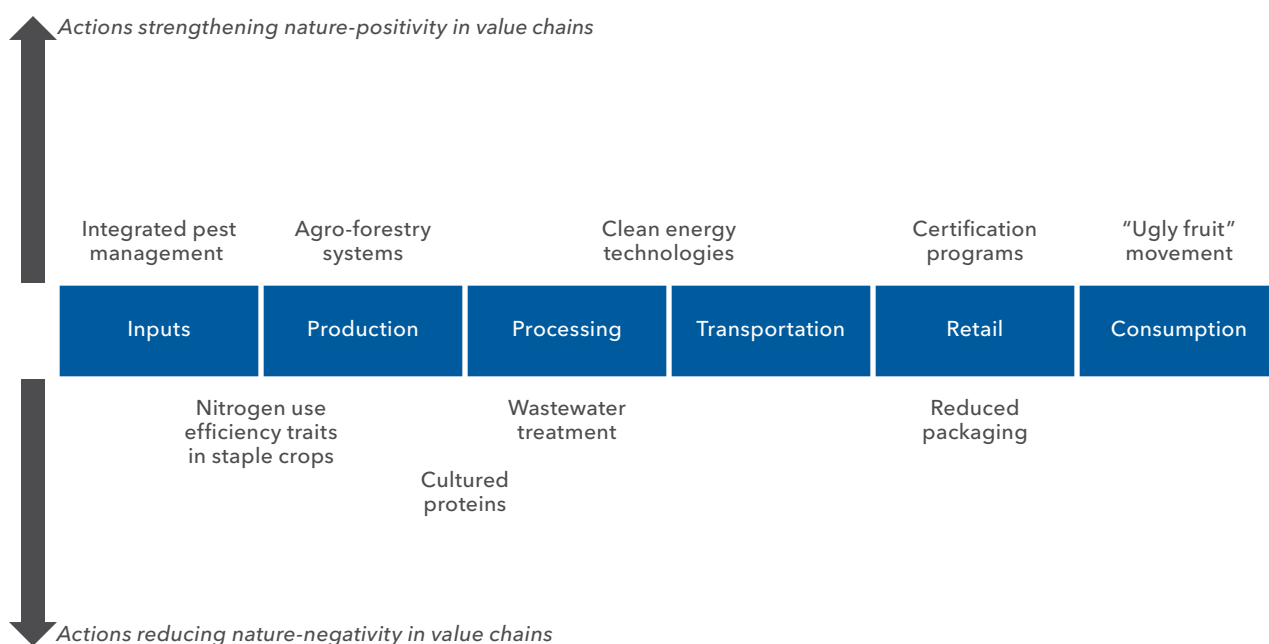 Actions strengthening nature-positivity in value chains
Integrated pest
management
Agro-forestry
systems
Clean energy
technologies
Certification
programs
“Ugly fruit”
movement
Inputs
Production
Processing
Transportation
Retail
Consumption
Nitrogen use
efficiency traits
in staple crops
Cultured
proteins
Wastewater
treatment
Reduced
packaging
Actions reducing nature-negativity in value chains